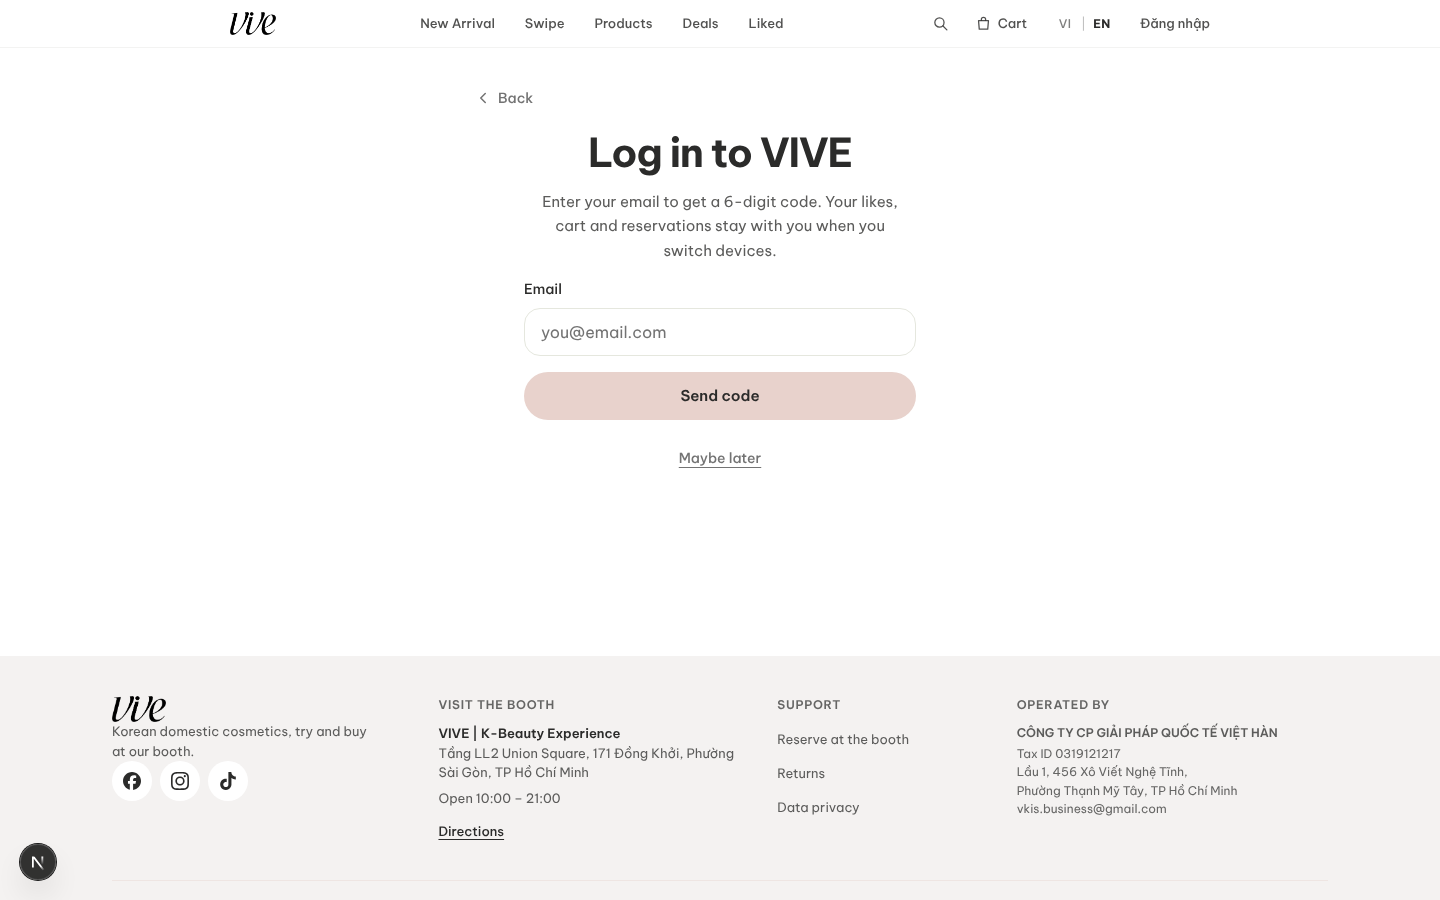 Vive
New Arrival
Swipe
Products
Deals
Liked
Cart
VI | EN
Đăng nhập
Back
Log in to VIVE
Enter your email to get a 6-digit code. Your likes,
cart and reservations stay with you when you
switch devices.
Email
you@email.com
Send code
Maybe later
Vive
Korean domestic cosmetics, try and buy
at our booth.
VISIT THE BOOTH
VIVE | K-Beauty Experience
Tầng LL2 Union Square, 171 Đồng Khởi, Phường
Sài Gòn, TP Hồ Chí Minh
Open 10:00 – 21:00
Directions
SUPPORT
Reserve at the booth
Returns
Data privacy
OPERATED BY
CÔNG TY CP GIẢI PHÁP QUỐC TẾ VIỆT HÀN
Tax ID 0319121217
Lầu 1, 456 Xô Viết Nghệ Tĩnh,
Phường Thạnh Mỹ Tây, TP Hồ Chí Minh
vkis.business@gmail.com
N